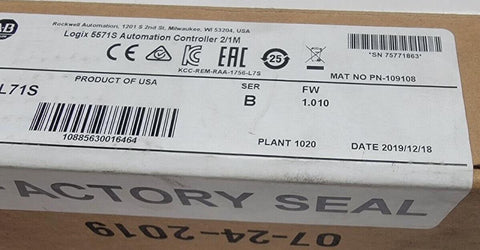 AB
Rockwell Automation, 1201 S 2nd St, Milwaukee, WI 53204, USA
Logix 5571S Automation Controller 2/1M
CE KC EAC 25
KCC-REM-RAA-1756-L7S
*SN 75771863*
MAT NO PN-109108
L71S
PRODUCT OF USA
SER
B
FW
1.010
10885630016464
PLANT 1020
DATE 2019/12/18
FACTORY SEAL
07-24-2019